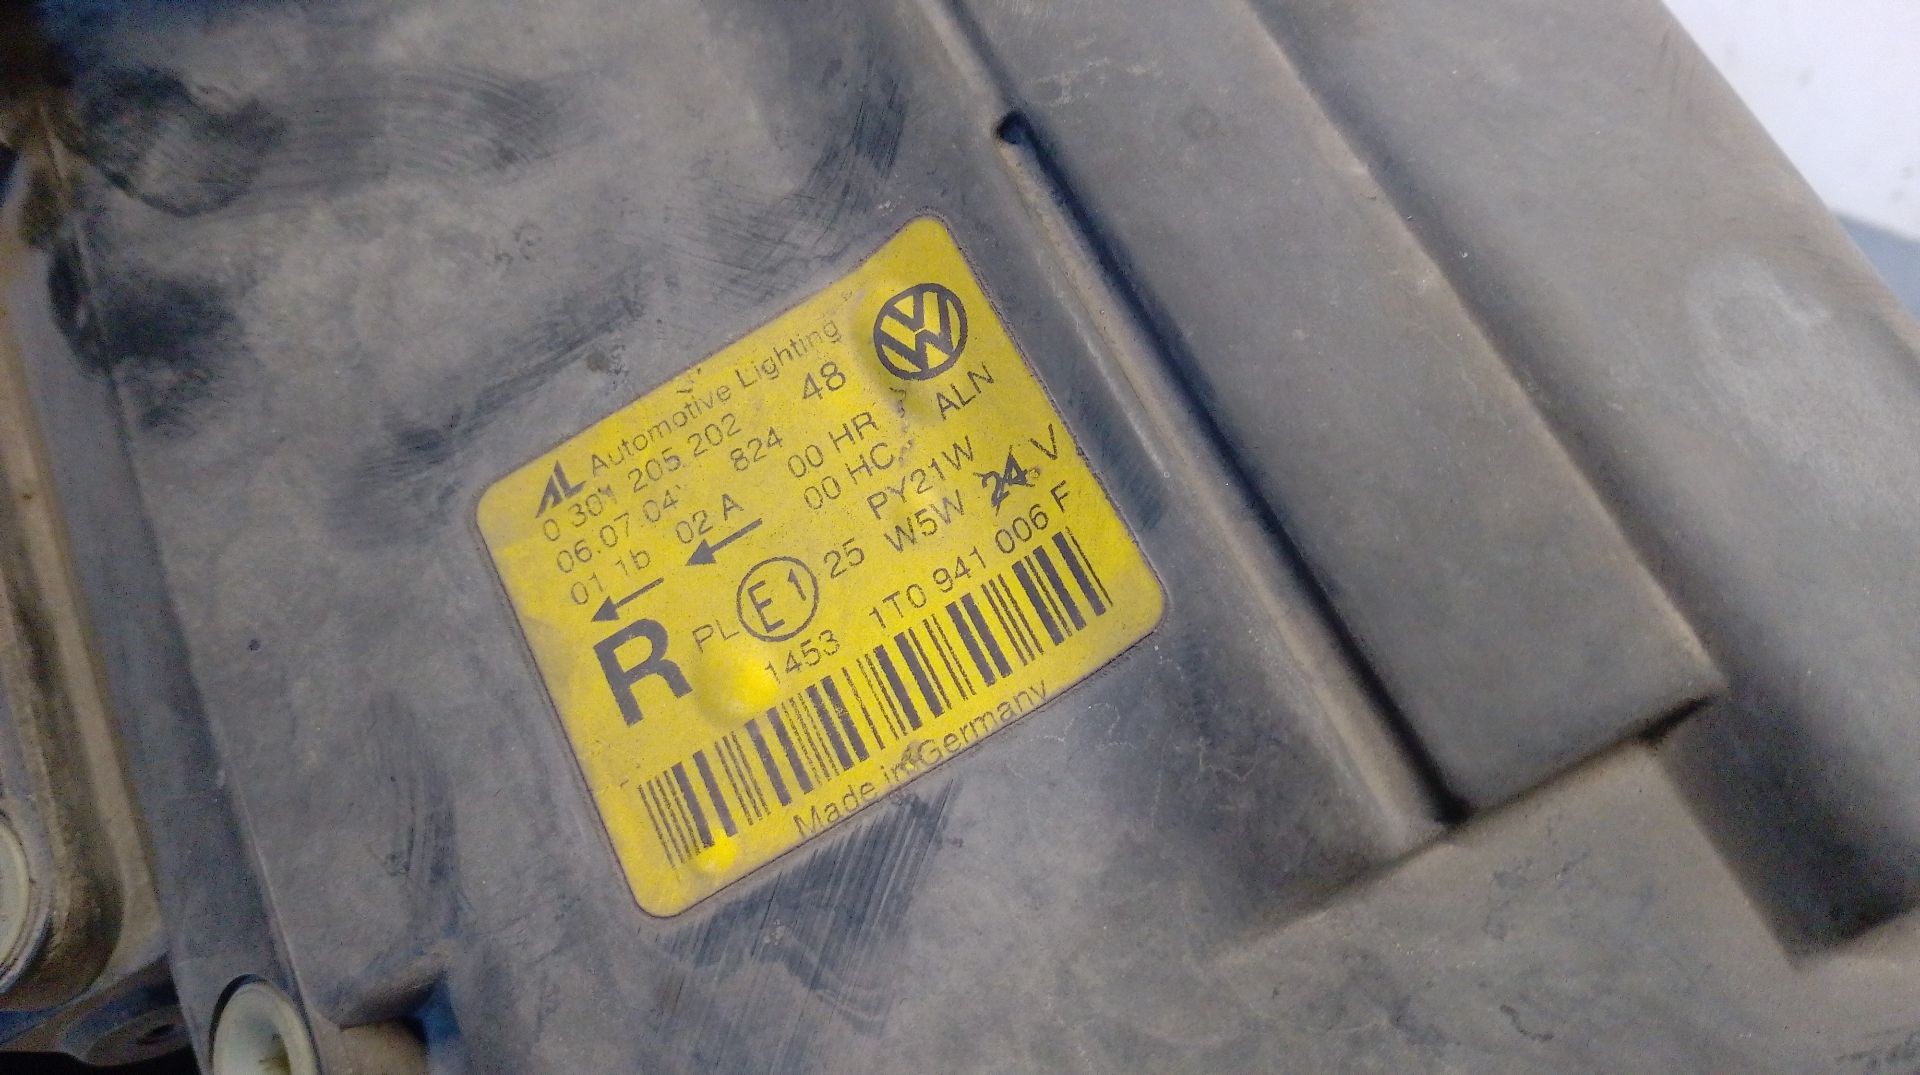 AL Automotive Lighting
0 301 205 202 48
06.07.04 824
01 1b 02 A 00 HR ALN
00 HC
PY21W
R PL E1 25 W5W 24 V
1453 1T0 941 006 F
Made in Germany